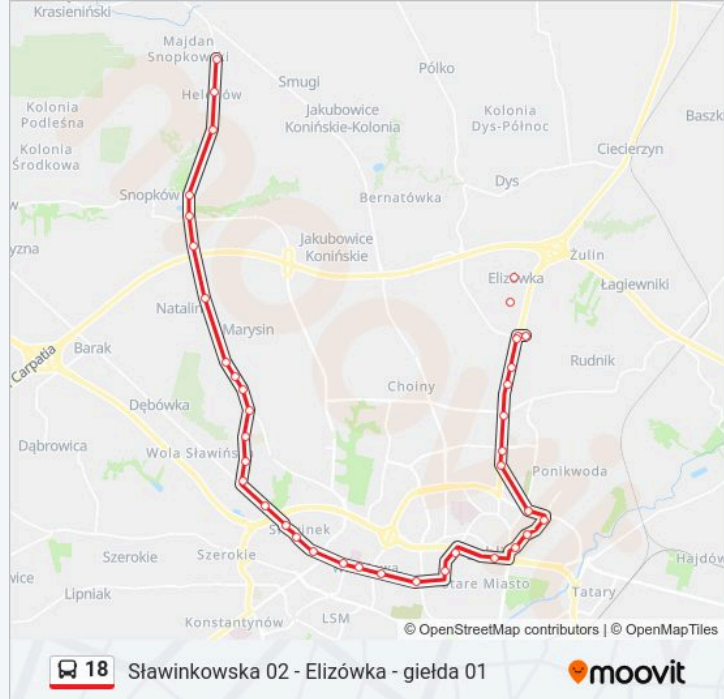 Krasieniński
Majdan
Snopkowski
Smugi
Pólko
Helenów
Kolonia
Podleśna
Jakubowice
Konińskie-Kolonia
Kolonia
Dys-Północ
Baszki
Kolonia
Środkowa
Ciecierzyn
Dys
Snopków
Bernatówka
Jakubowice
Konińskie
Żulin
Elizówka
Łagiewniki
Natalin
Marysin
Barak
Carpatia
Rudnik
Choiny
Dębówka
Dąbrowica
Wola Sławińska
Ponikwoda
Sławinek
Szerokie
Szerokie
Hajdów
Lipniak
Stare Miasto
Tatary
LSM
Konstantynów
© OpenStreetMap contributors | © OpenMapTiles
18 Sławinkowska 02 - Elizówka - giełda 01
moovit